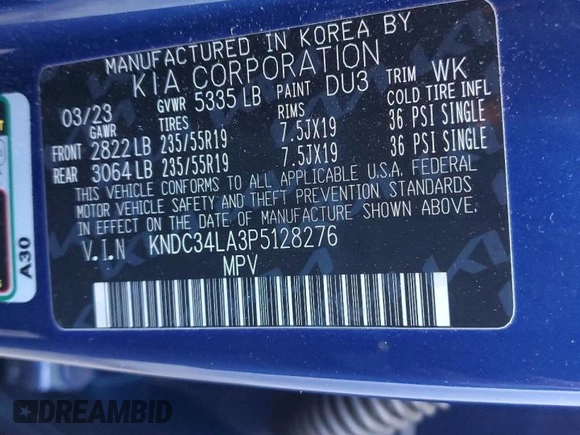 MANUFACTURED IN KOREA BY
KIA CORPORATION
03/23 GVWR 5335 LB PAINT DU3 TRIM WK
GAWR TIRES RIMS COLD TIRE INFL
FRONT 2822 LB 235/55R19 7.5JX19 36 PSI SINGLE
REAR 3064 LB 235/55R19 7.5JX19 36 PSI SINGLE
THIS VEHICLE CONFORMS TO ALL APPLICABLE U.S.A. FEDERAL
MOTOR VEHICLE SAFETY AND THEFT PREVENTION STANDARDS
IN EFFECT ON THE DATE OF MANUFACTURE SHOWN ABOVE.
V.I.N KNDC34LA3P5128276
MPV
A30
DREAMBID